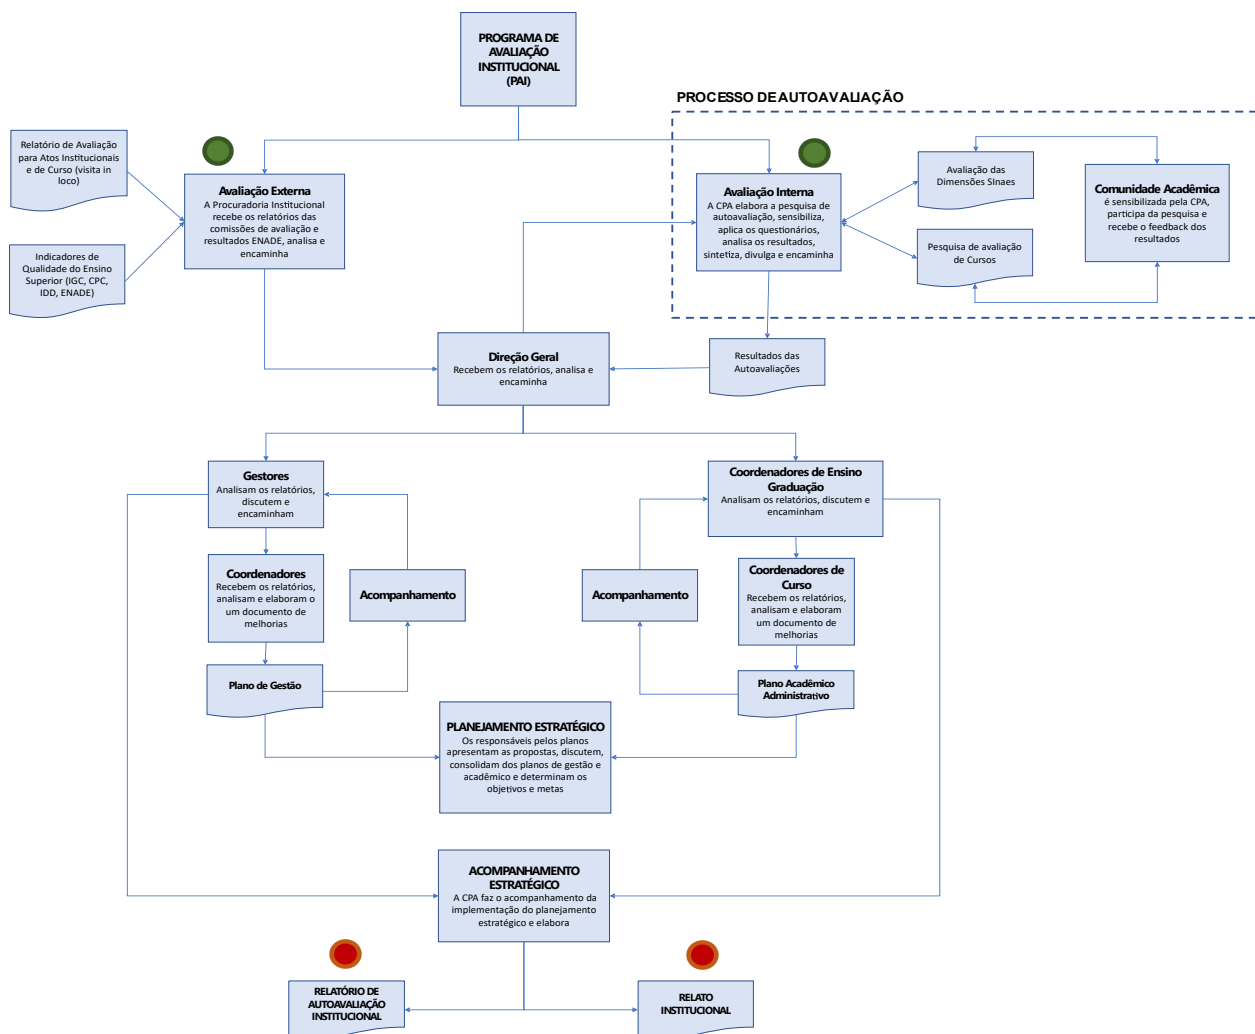 PROGRAMA DE
AVALIAÇÃO
INSTITUCIONAL
(PAI)
PROCESSO DE AUTOAVALIAÇÃO
Relatório de Avaliação
para Atos Institucionais
e de Curso (visita in
loco)
Avaliação Externa
A Procuradoria Institucional
recebe os relatórios das
comissões de avaliação e
resultados ENADE, analisa e
encaminha
Indicadores de
Qualidade do Ensino
Superior (IGC, CPC,
IDD, ENADE)
Avaliação Interna
A CPA elabora a pesquisa de
autoavaliação, sensibiliza,
aplica os questionários,
analisa os resultados,
sintetiza, divulga e encaminha
Avaliação das
Dimensões SInaes
Pesquisa de avaliação
de Cursos
Comunidade Acadêmica
é sensibilizada pela CPA,
participa da pesquisa e
recebe o feedback dos
resultados
Direção Geral
Recebem os relatórios, analisa e
encaminha
Resultados das
Autoavaliações
Gestores
Analisam os relatórios,
discutem e
encaminham
Coordenadores de Ensino
Graduação
Analisam os relatórios, discutem e
encaminham
Coordenadores
Recebem os relatórios,
analisam e elaboram o
um documento de
melhorias
Acompanhamento
Acompanhamento
Coordenadores de
Curso
Recebem os relatórios,
analisam e elaboram
um documento de
melhorias
Plano de Gestão
Plano Acadêmico
Administrativo
PLANEJAMENTO ESTRATÉGICO
Os responsáveis pelos planos
apresentam as propostas, discutem,
consolidam dos planos de gestão e
acadêmico e determinam os
objetivos e metas
ACOMPANHAMENTO
ESTRATÉGICO
A CPA faz o acompanhamento da
implementação do planejamento
estratégico e elabora
RELATÓRIO DE
AUTOAVALIAÇÃO
INSTITUCIONAL
RELATO
INSTITUCIONAL